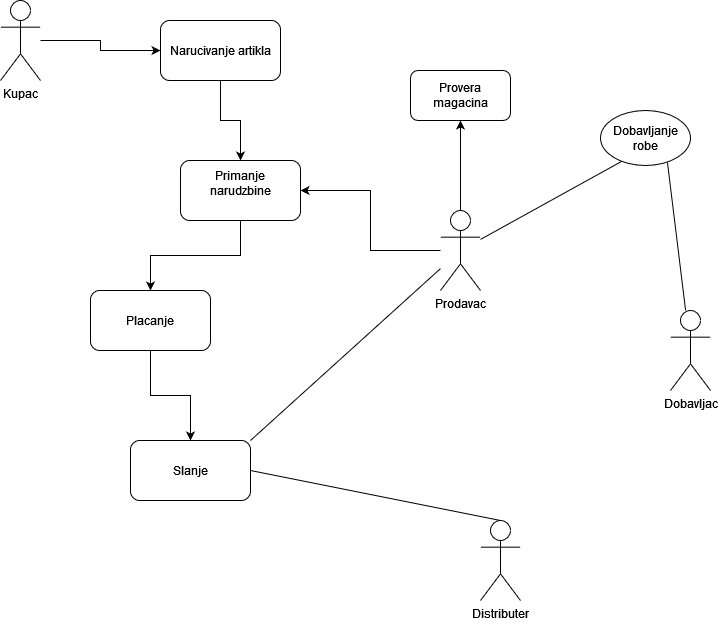 Kupac
Narucivanje artikla
Provera
magacina
Dobavljanje
robe
Primanje
narudzbine
Prodavac
Placanje
Dobavljac
Slanje
Distributer